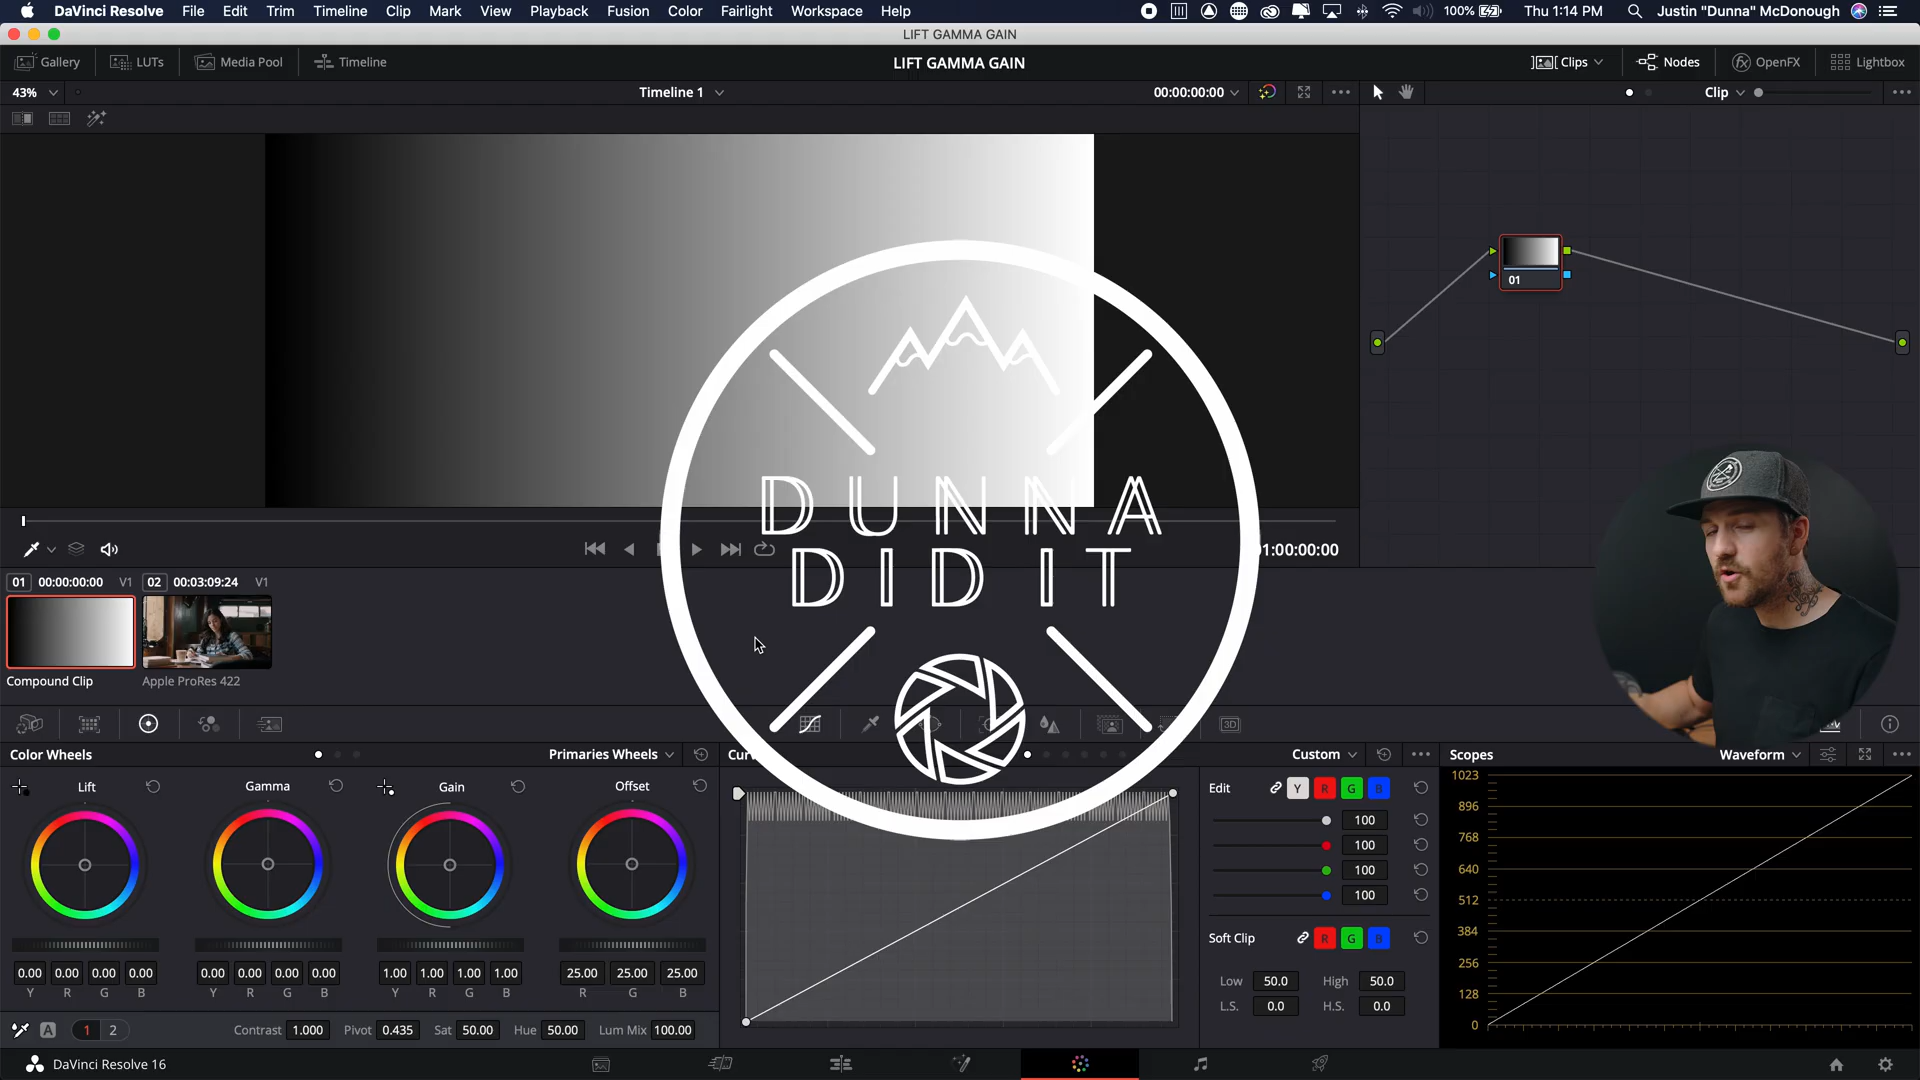 DaVinci Resolve File Edit Trim Timeline Clip Mark View Playback Fusion Color Fairlight Workspace Help 100% Thu 1:14 PM Justin "Dunna" McDonough
LIFT GAMMA GAIN
Gallery LUTs Media Pool Timeline LIFT GAMMA GAIN Clips Nodes OpenFX Lightbox
43% Timeline 1 00:00:00:00 Clip
01
DUNNA
DID IT
1:00:00:00
01 00:00:00:00 V1 02 00:03:09:24 V1
Compound Clip Apple ProRes 422
3D
Color Wheels Primaries Wheels Custom Scopes Waveform
Lift Gamma Gain Offset
Edit Y R G B
100
100
100
100
Soft Clip R G B
Low 50.0 High 50.0
L.S. 0.0 H.S. 0.0
1023
896
768
640
512
384
256
128
0
0.00 0.00 0.00 0.00 0.00 0.00 0.00 0.00 1.00 1.00 1.00 1.00 25.00 25.00 25.00
Y R G B Y R G B Y R G B R G B
A 1 2 Contrast 1.000 Pivot 0.435 Sat 50.00 Hue 50.00 Lum Mix 100.00
DaVinci Resolve 16